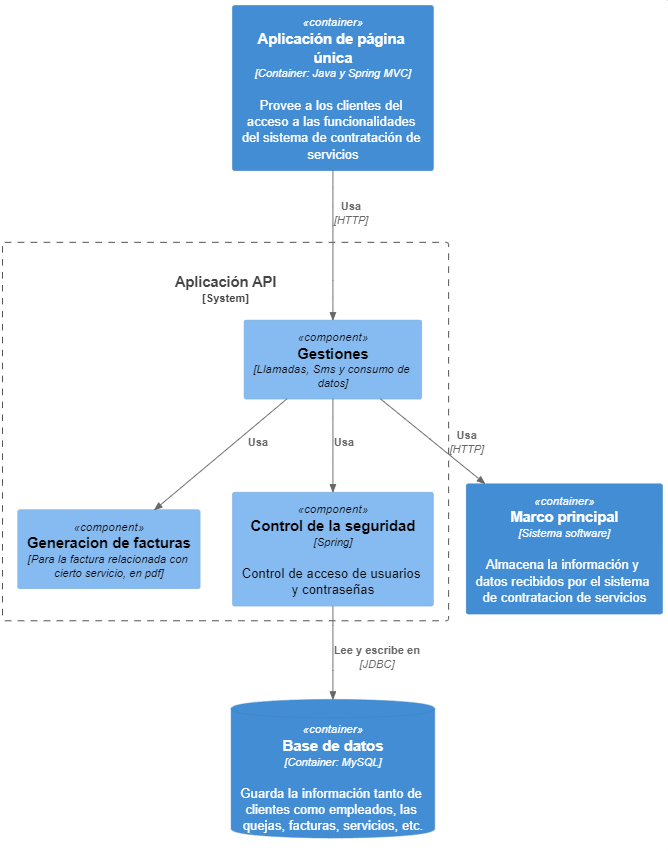 «container»
Aplicación de página
única
[Container: Java y Spring MVC]
Provee a los clientes del
acceso a las funcionalidades
del sistema de contratación de
servicios
Usa
[HTTP]
Aplicación API
[System]
«component»
Gestiones
[Llamadas, Sms y consumo de
datos]
Usa
Usa
Usa
[HTTP]
«component»
Generacion de facturas
[Para la factura relacionada con
cierto servicio, en pdf]
«component»
Control de la seguridad
[Spring]
Control de acceso de usuarios
y contraseñas
«container»
Marco principal
[Sistema software]
Almacena la información y
datos recibidos por el sistema
de contratacion de servicios
Lee y escribe en
[JDBC]
«container»
Base de datos
[Container: MySQL]
Guarda la información tanto de
clientes como empleados, las
quejas, facturas, servicios, etc.